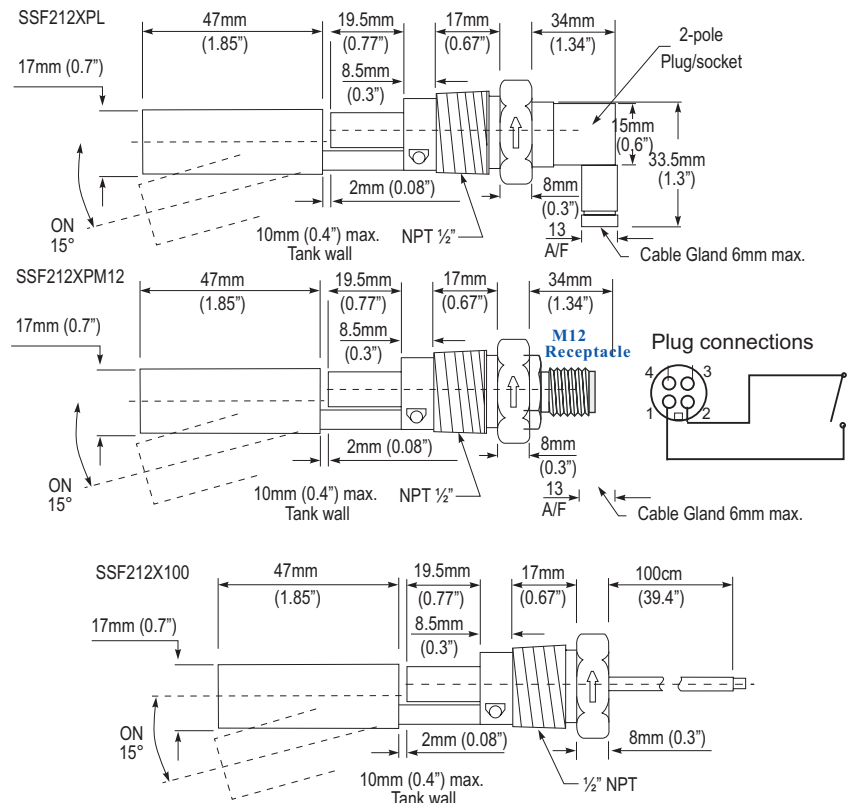 SSF212XPL
47mm
(1.85")
19.5mm
(0.77")
17mm
(0.67")
34mm
(1.34")
2-pole
Plug/socket
17mm (0.7")
8.5mm
(0.3")
15mm
(0.6")
33.5mm
(1.3")
ON
15°
2mm (0.08")
8mm
(0.3")
10mm (0.4") max.
Tank wall
NPT ½"
13
A/F
Cable Gland 6mm max.
SSF212XPM12
47mm
(1.85")
19.5mm
(0.77")
17mm
(0.67")
34mm
(1.34")
17mm (0.7")
8.5mm
(0.3")
M12
Receptacle
Plug connections
4 3
1 2
ON
15°
2mm (0.08")
8mm
(0.3")
10mm (0.4") max.
Tank wall
NPT ½"
13
A/F
Cable Gland 6mm max.
SSF212X100
47mm
(1.85")
19.5mm
(0.77")
17mm
(0.67")
100cm
(39.4")
17mm (0.7")
8.5mm
(0.3")
ON
15°
2mm (0.08")
8mm (0.3")
10mm (0.4") max.
Tank wall
½" NPT